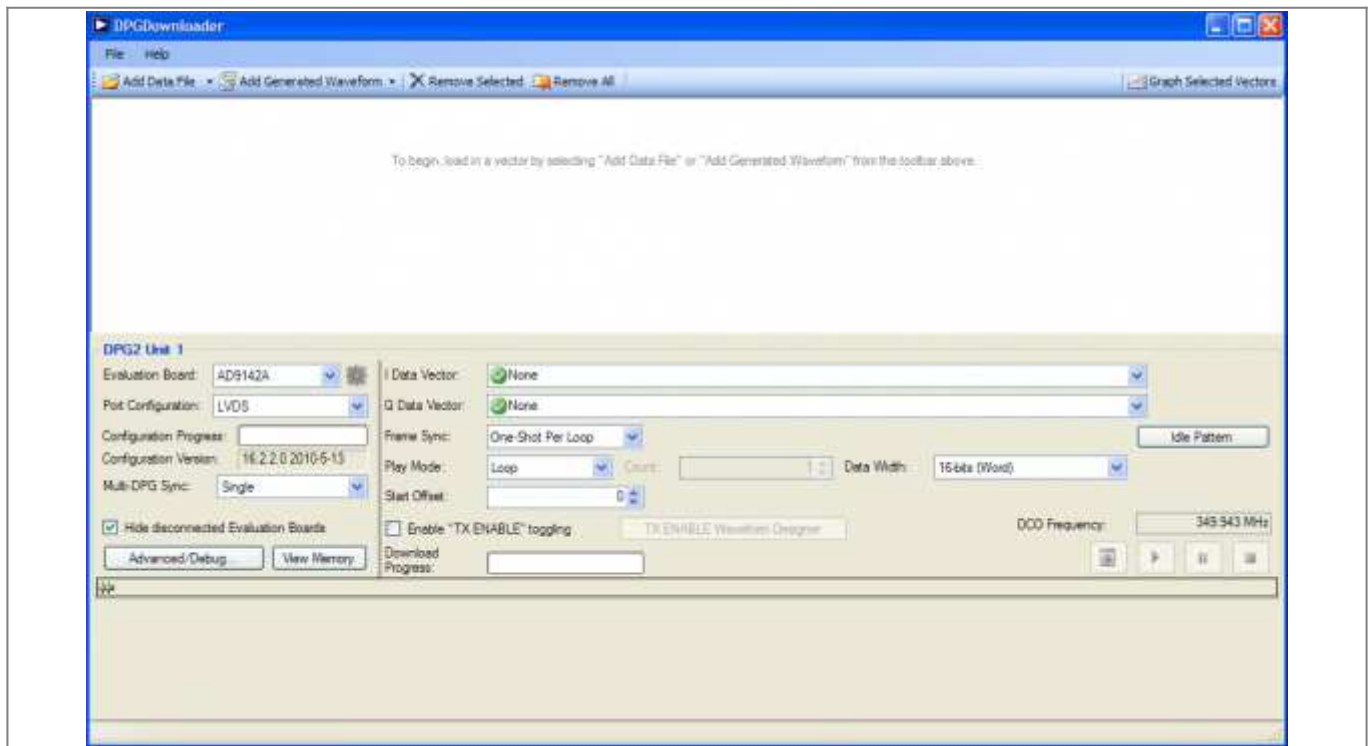 DPGDownloader
File Help
Add Data File Add Generated Waveform Remove Selected Remove All Graph Selected Vectors
To begin, load in a vector by selecting "Add Data File" or "Add Generated Waveform" from the toolbar above.
DPG2 Unit 1
Evaluation Board: AD9142A I Data Vector: None
Port Configuration: LVDS Q Data Vector: None
Configuration Progress: Frame Sync: One-Shot Per Loop Idle Pattern
Configuration Version: 16.2.2.0 2010-5-13 Play Mode: Loop Count: 1 Data Width: 16-bits (Word)
Multi-DPG Sync: Single Start Offset: 0
Hide disconnected Evaluation Boards Enable "TX ENABLE" toggling TX ENABLE Waveform Designer DCO Frequency: 349.943 MHz
Advanced/Debug... View Memory Download Progress: